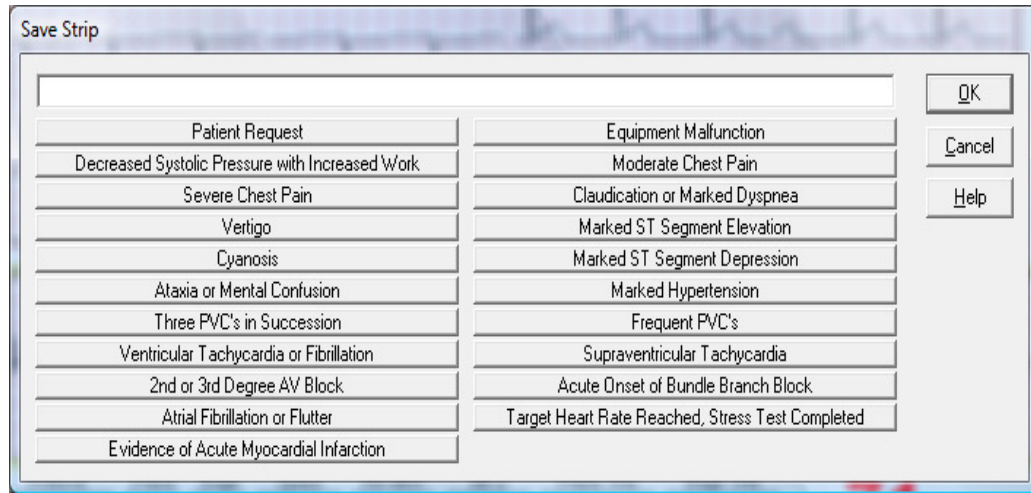 Save Strip
OK
Patient Request
Equipment Malfunction
Cancel
Decreased Systolic Pressure with Increased Work
Moderate Chest Pain
Severe Chest Pain
Claudication or Marked Dyspnea
Help
Vertigo
Marked ST Segment Elevation
Cyanosis
Marked ST Segment Depression
Ataxia or Mental Confusion
Marked Hypertension
Three PVC's in Succession
Frequent PVC's
Ventricular Tachycardia or Fibrillation
Supraventricular Tachycardia
2nd or 3rd Degree AV Block
Acute Onset of Bundle Branch Block
Atrial Fibrillation or Flutter
Target Heart Rate Reached, Stress Test Completed
Evidence of Acute Myocardial Infarction